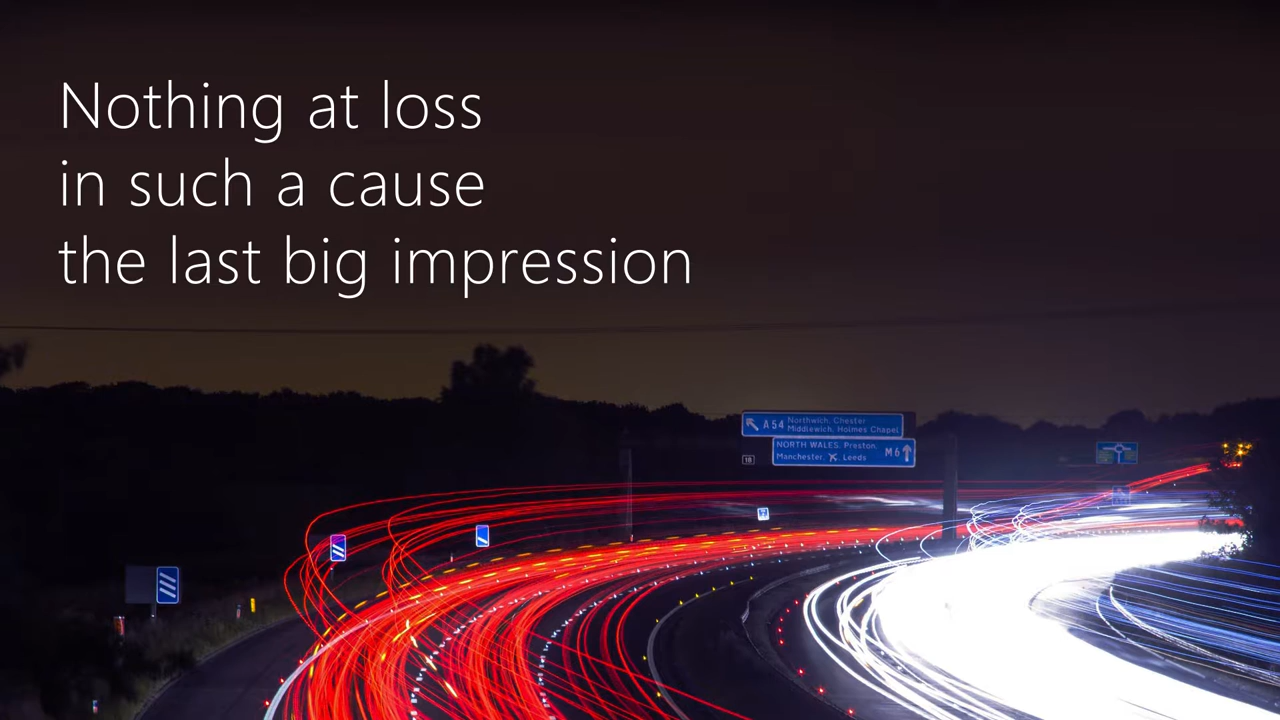 Nothing at loss
in such a cause
the last big impression
A54 Northwich, Chester
Middlewich, Holmes Chapel
NORTH WALES, Preston,
Manchester, Leeds M6
18